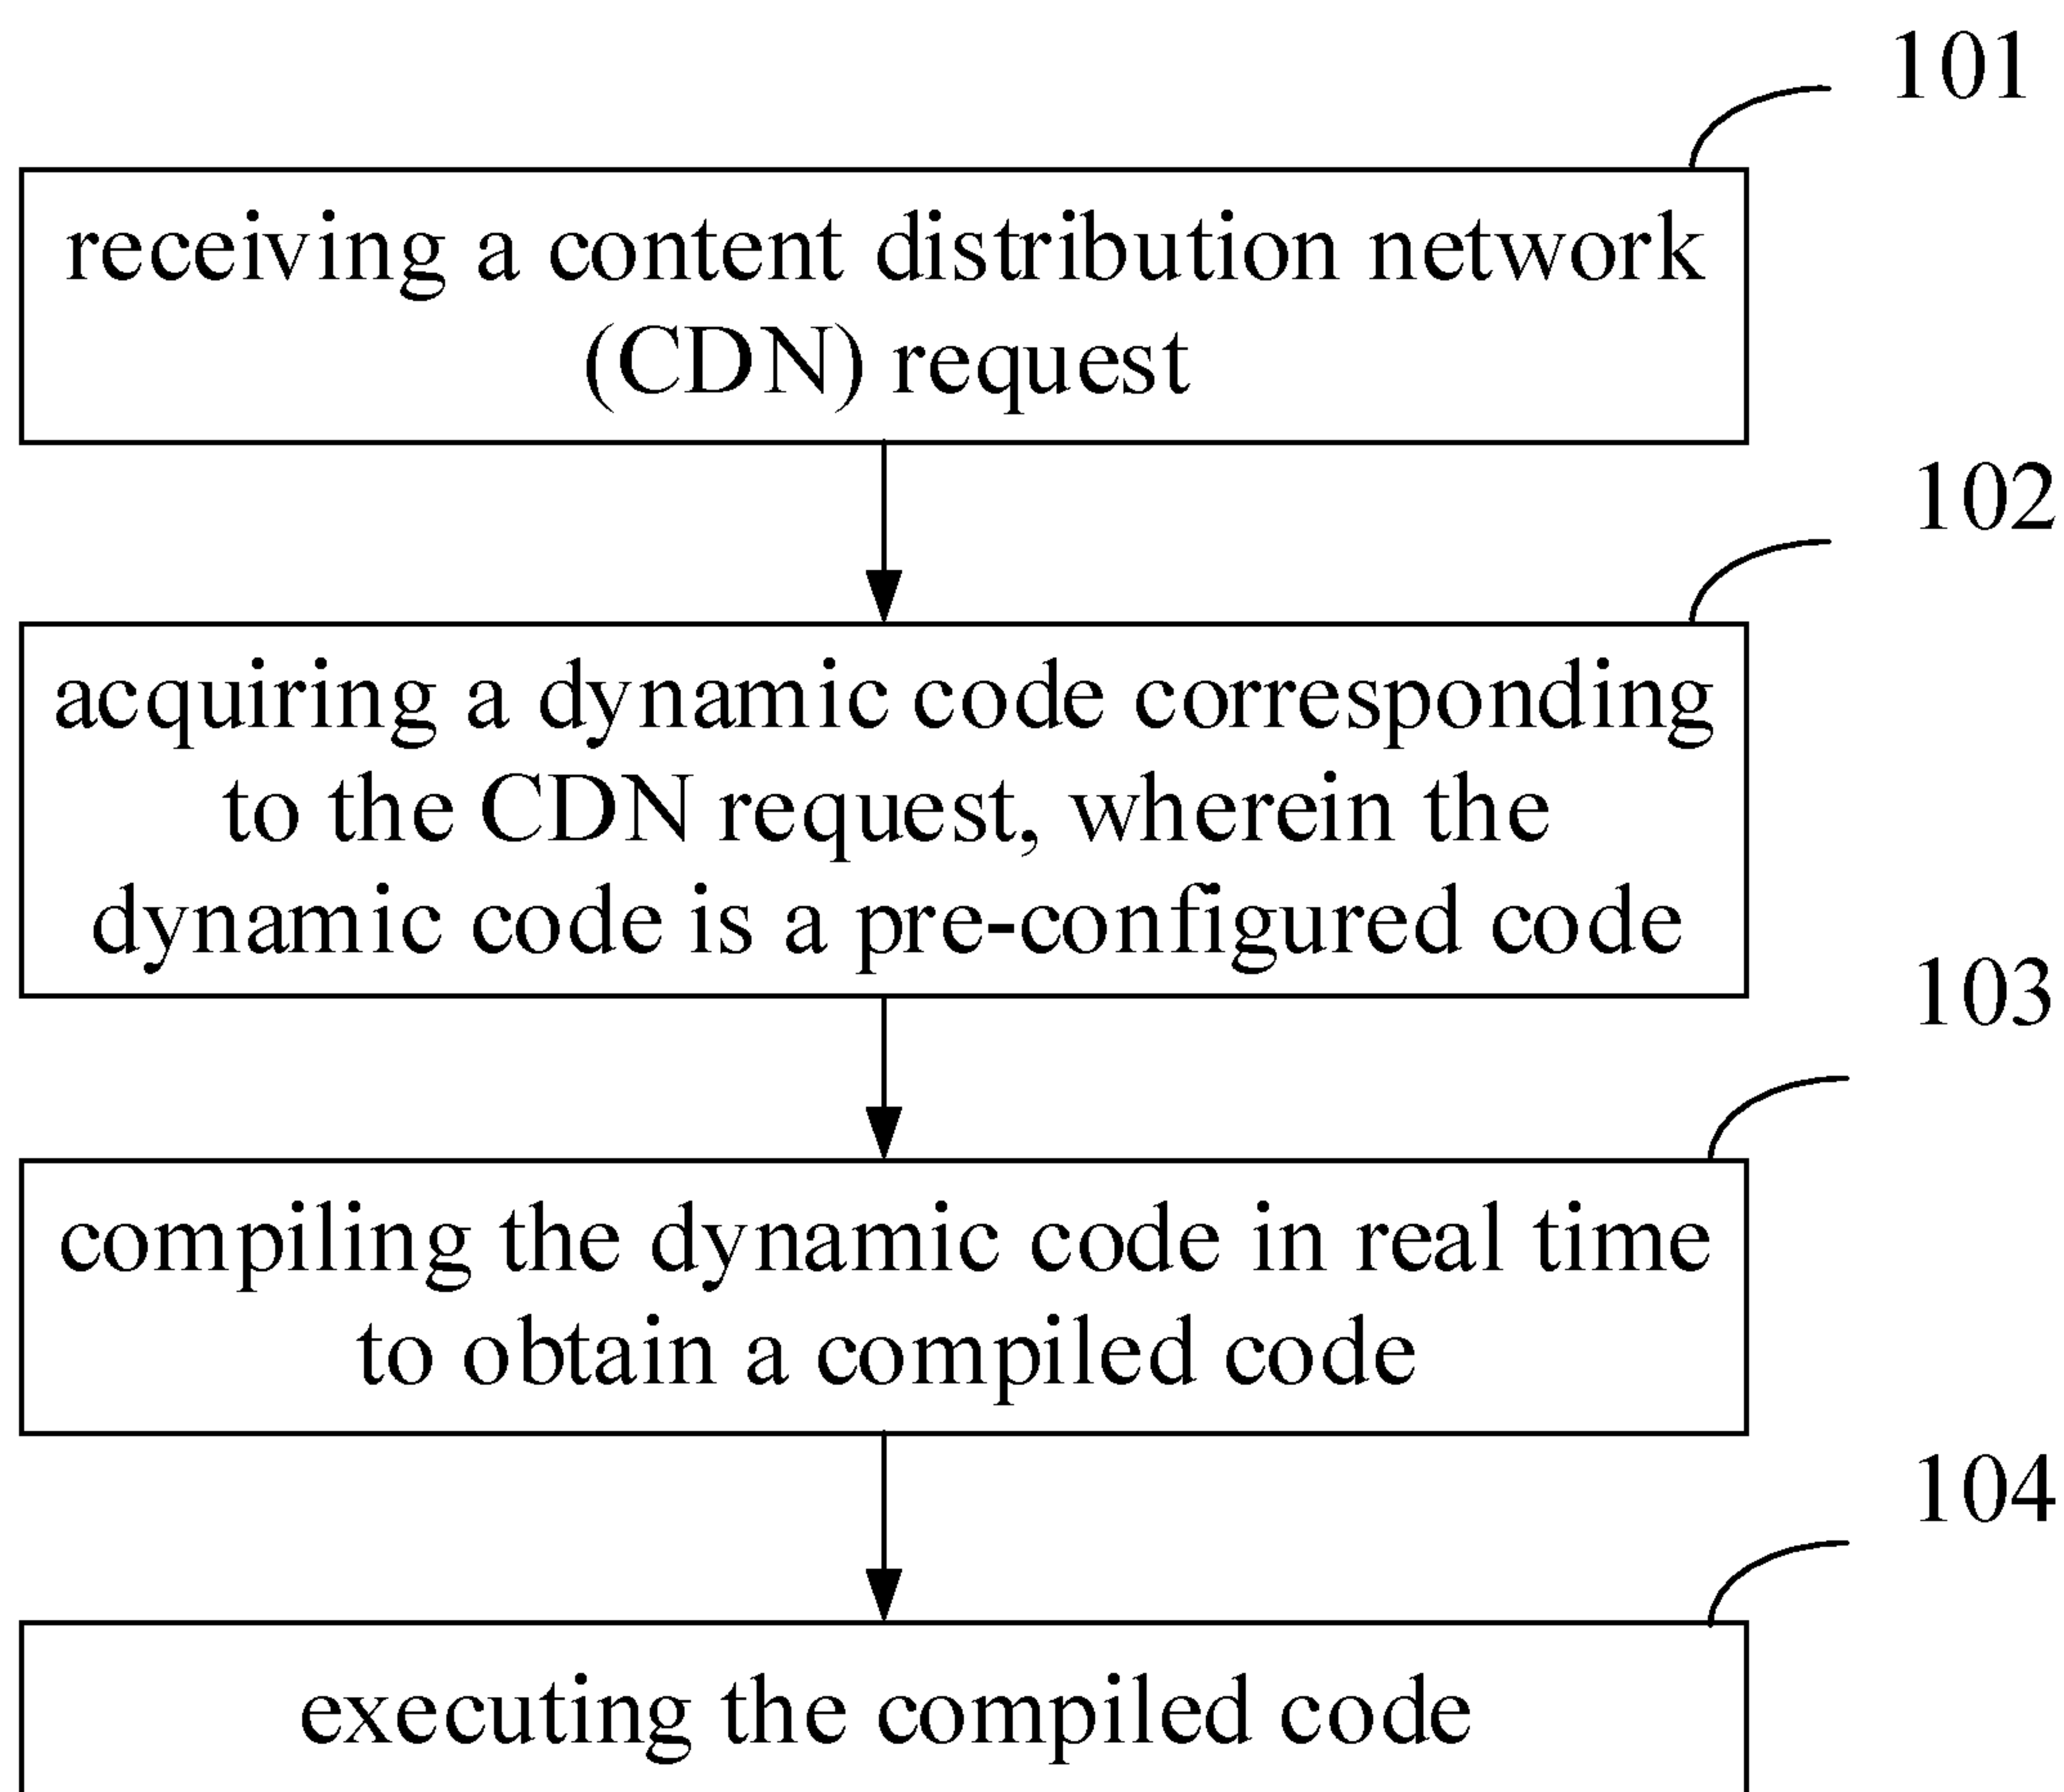 101
receiving a content distribution network
(CDN) request
102
acquiring a dynamic code corresponding
to the CDN request, wherein the
dynamic code is a pre-configured code
103
compiling the dynamic code in real time
to obtain a compiled code
104
executing the compiled code